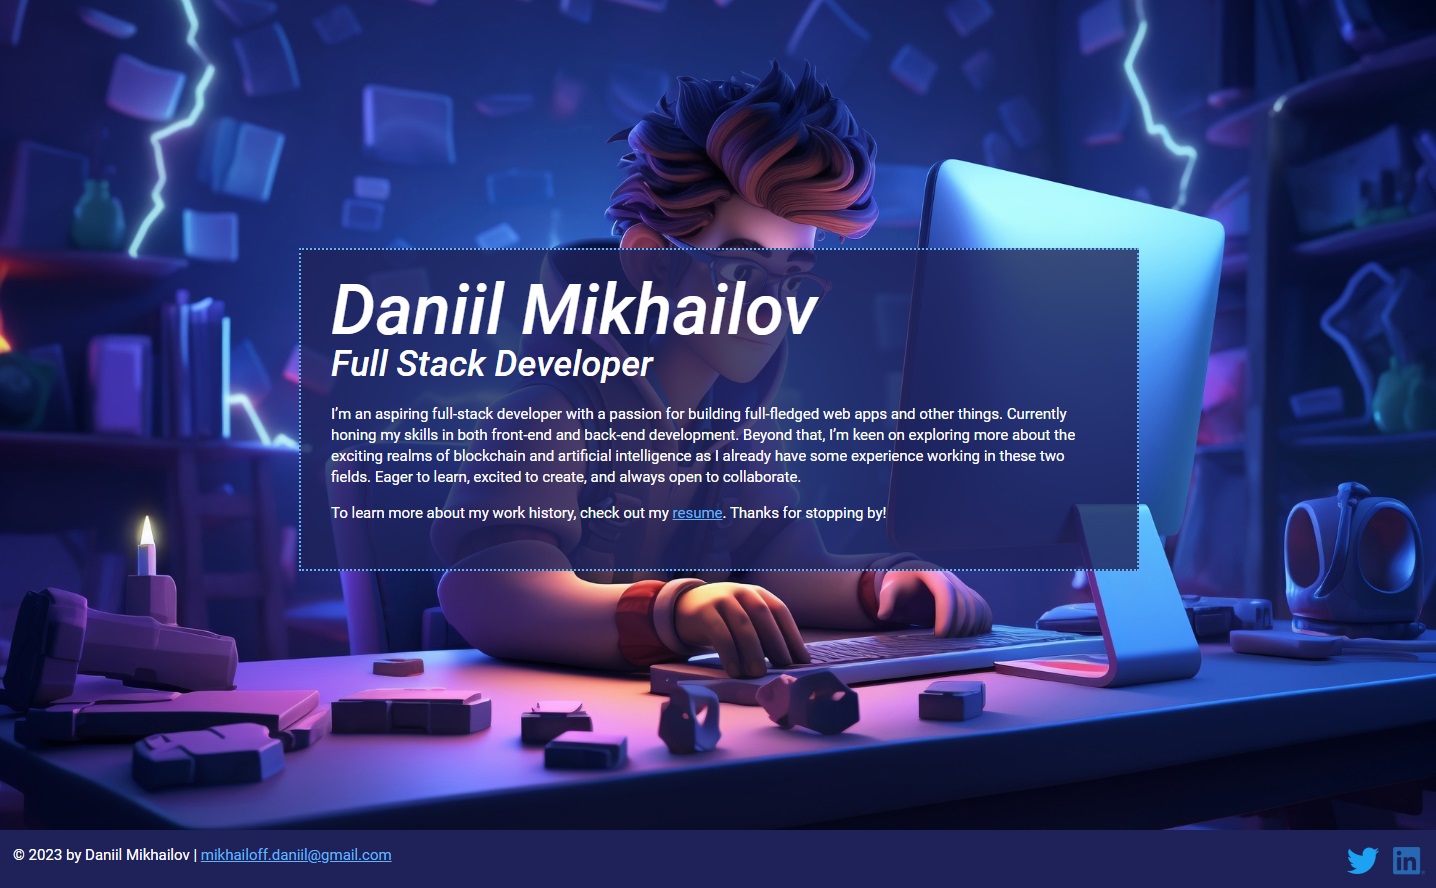 Daniil Mikhailov
Full Stack Developer
I’m an aspiring full-stack developer with a passion for building full-fledged web apps and other things. Currently
honing my skills in both front-end and back-end development. Beyond that, I’m keen on exploring more about the
exciting realms of blockchain and artificial intelligence as I already have some experience working in these two
fields. Eager to learn, excited to create, and always open to collaborate.
To learn more about my work history, check out my resume. Thanks for stopping by!
© 2023 by Daniil Mikhailov | mikhailoff.daniil@gmail.com
in